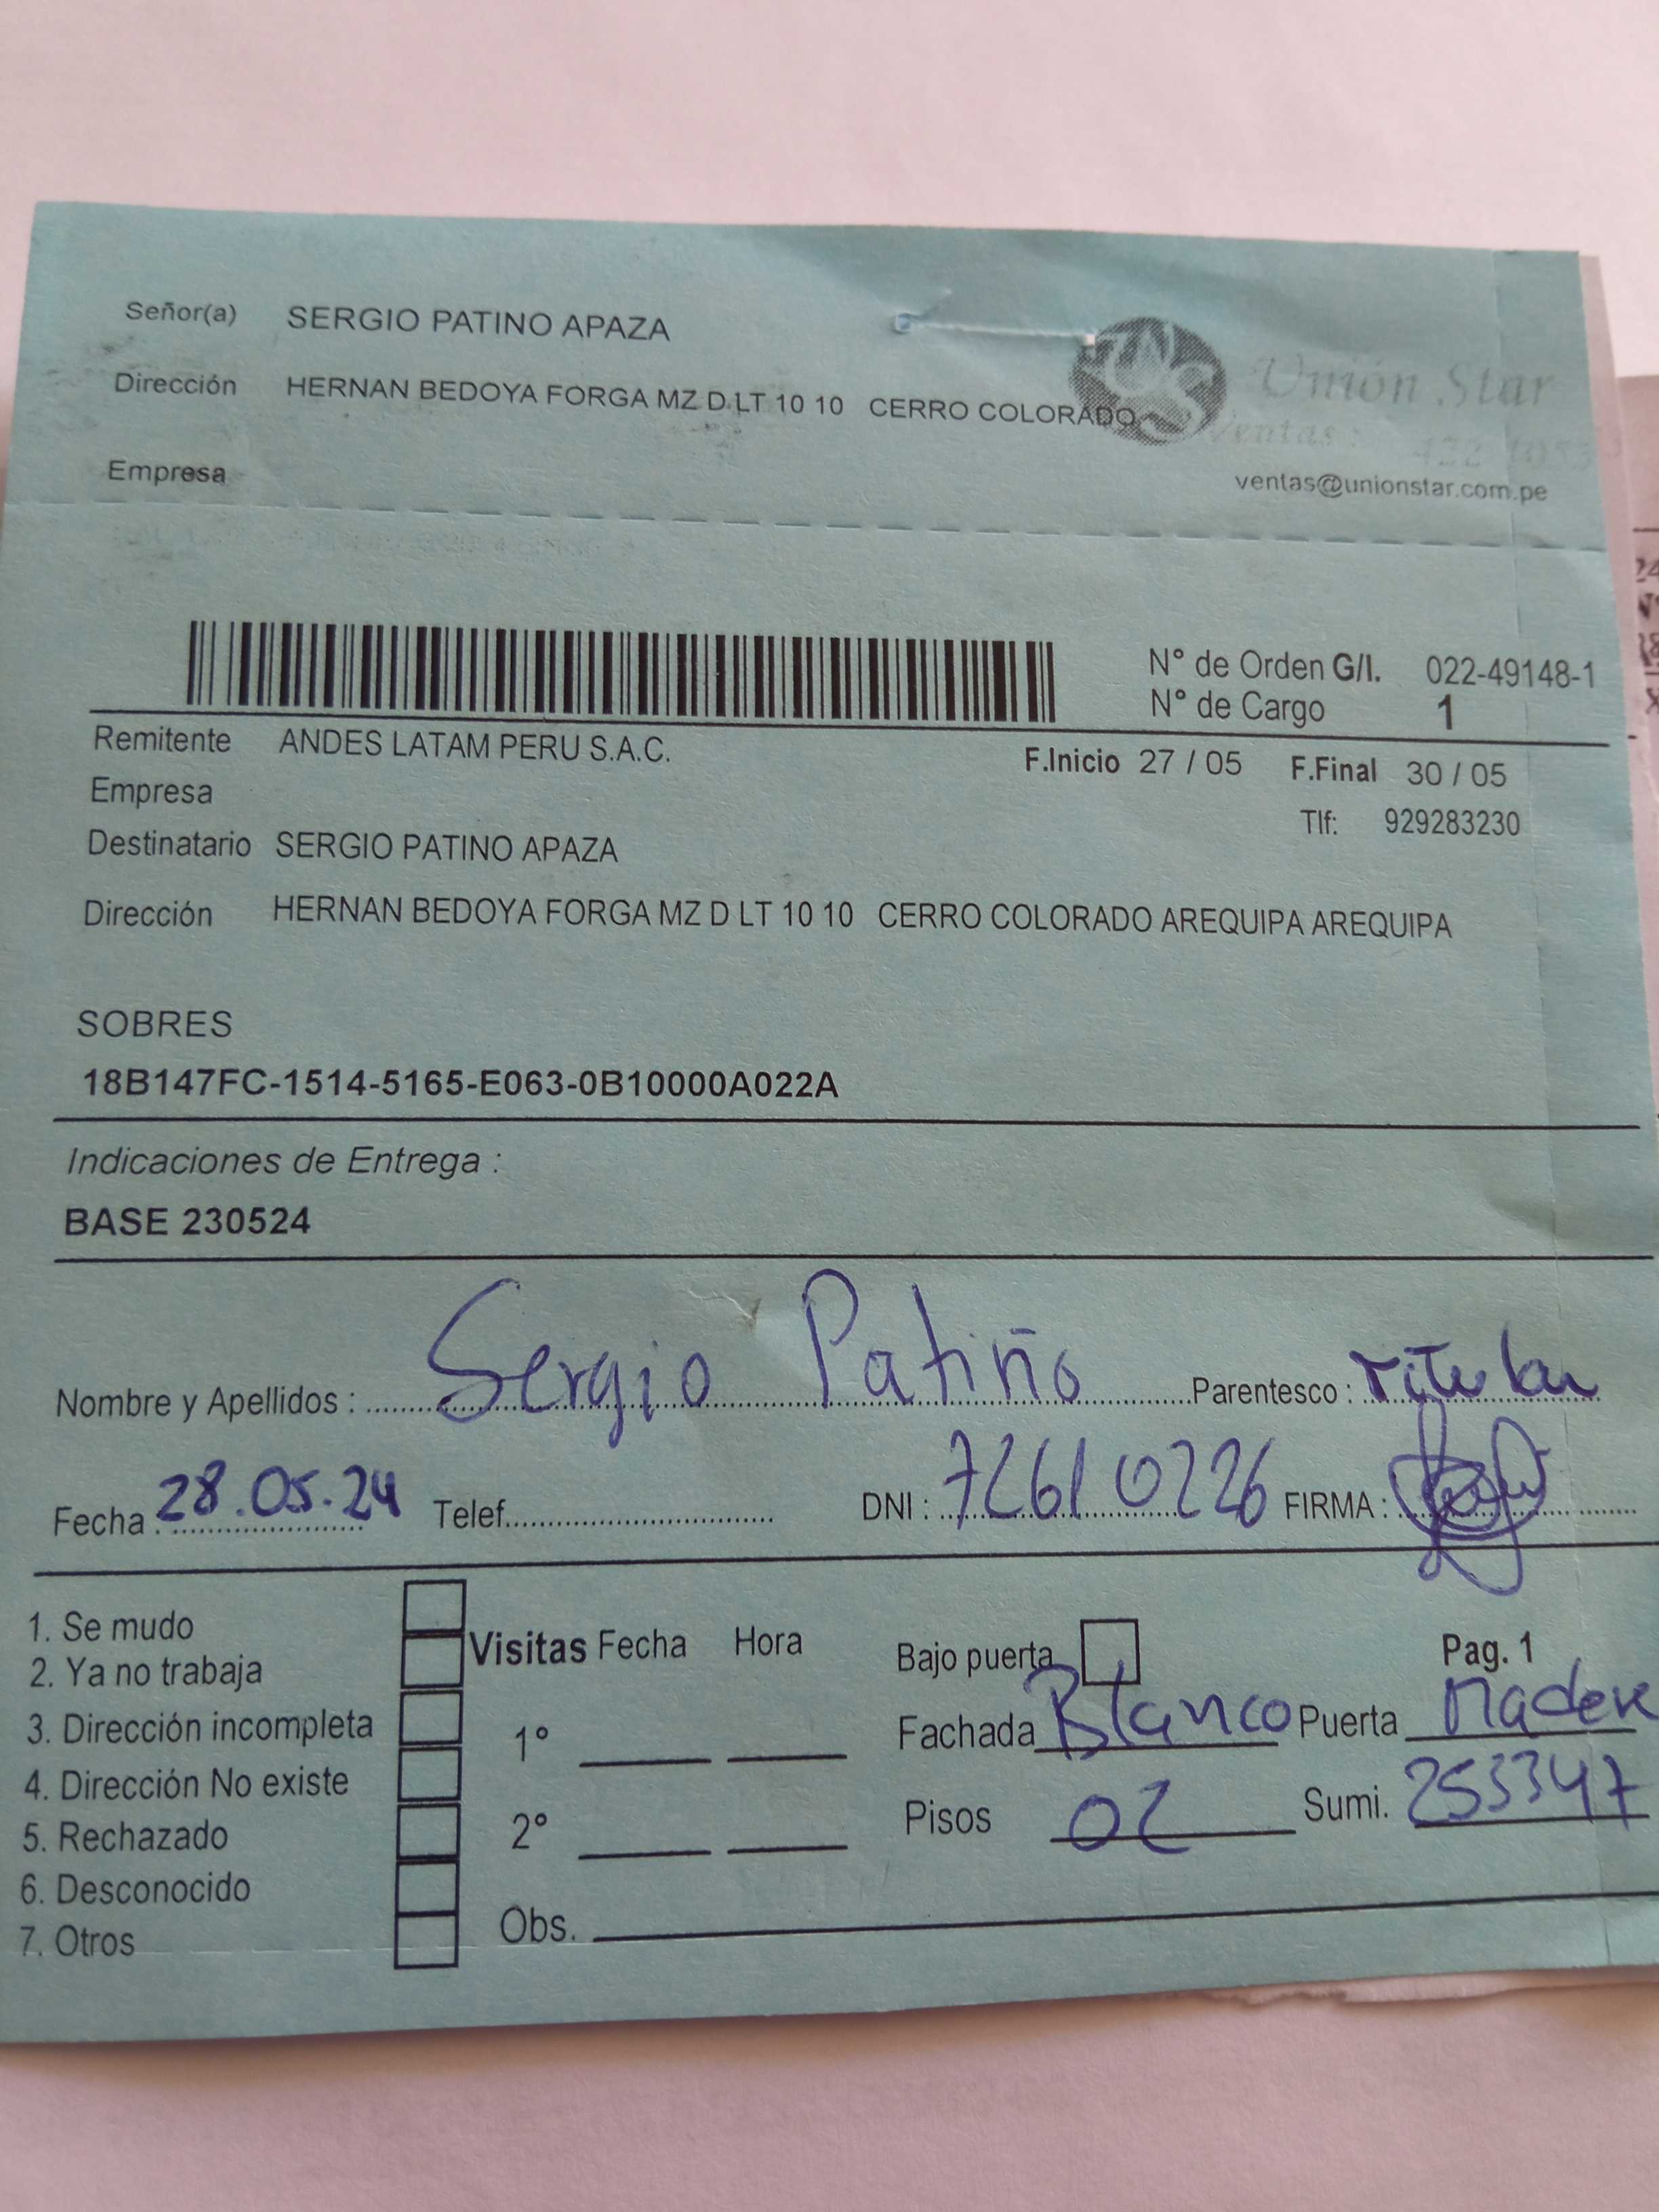 Señor(a) SERGIO PATINO APAZA
Dirección HERNAN BEDOYA FORGA MZ D LT 10 10 CERRO COLORADO
Unión Star
Ventas:
Empresa
ventas@unionstar.com.pe
N° de Orden G/I. 022-49148-1
N° de Cargo 1
Remitente ANDES LATAM PERU S.A.C.
F.Inicio 27 / 05 F.Final 30 / 05
Empresa
Tlf: 929283230
Destinatario SERGIO PATINO APAZA
Dirección HERNAN BEDOYA FORGA MZ D LT 10 10 CERRO COLORADO AREQUIPA AREQUIPA
SOBRES
18B147FC-1514-5165-E063-0B10000A022A
Indicaciones de Entrega :
BASE 230524
Nombre y Apellidos : Sergio Patiño Parentesco : Titular
Fecha : 28.05.24 Telef. DNI : 72610226 FIRMA :
1. Se mudo
2. Ya no trabaja
3. Dirección incompleta
4. Dirección No existe
5. Rechazado
6. Desconocido
7. Otros
Visitas Fecha Hora
1°
2°
Obs.
Bajo puerta Pag. 1
Fachada Blanco Puerta Madera
Pisos 02 Sumi. 253347